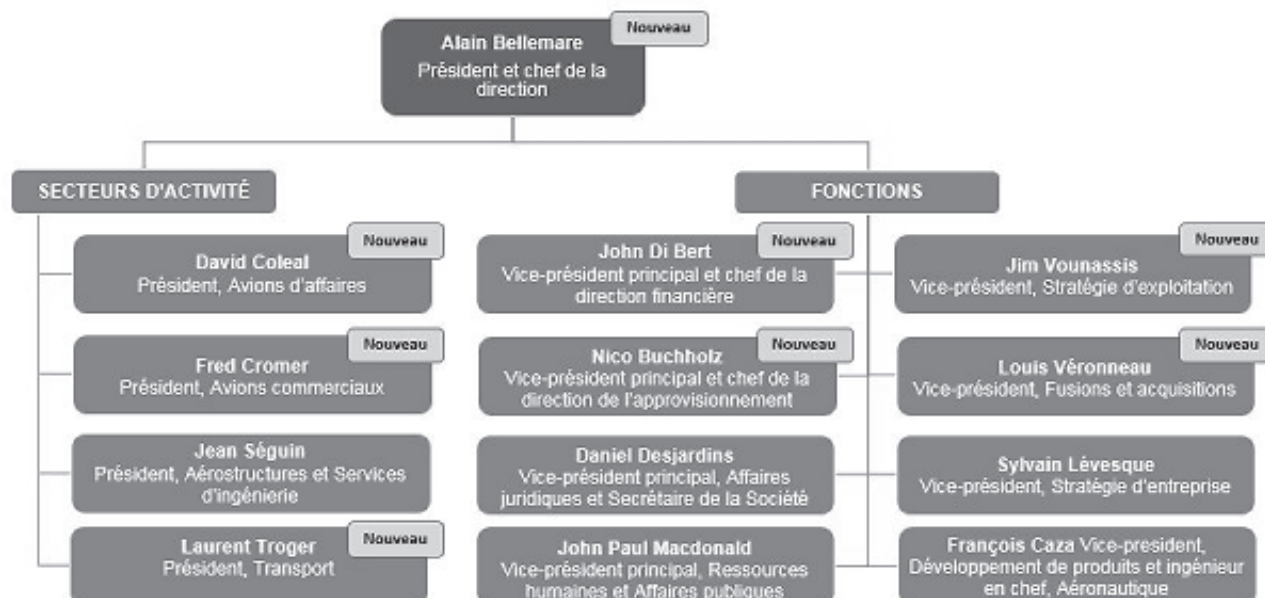 Nouveau
Alain Bellemare
Président et chef de la
direction
SECTEURS D'ACTIVITÉ
Nouveau
David Coleal
Président, Avions d'affaires
Nouveau
Fred Cromer
Président, Avions commerciaux
Jean Séguin
Président, Aérostructures et Services
d'ingénierie
Nouveau
Laurent Troger
Président, Transport
FONCTIONS
Nouveau
John Di Bert
Vice-président principal et chef de la
direction financière
Nouveau
Nico Buchholz
Vice-président principal et chef de la
direction de l'approvisionnement
Daniel Desjardins
Vice-président principal, Affaires
juridiques et Secrétaire de la Société
John Paul Macdonald
Vice-président principal, Ressources
humaines et Affaires publiques
Nouveau
Jim Vounassis
Vice-président, Stratégie d'exploitation
Nouveau
Louis Véronneau
Vice-président, Fusions et acquisitions
Sylvain Lévesque
Vice-président, Stratégie d'entreprise
François Caza Vice-president,
Développement de produits et ingénieur
en chef, Aéronautique